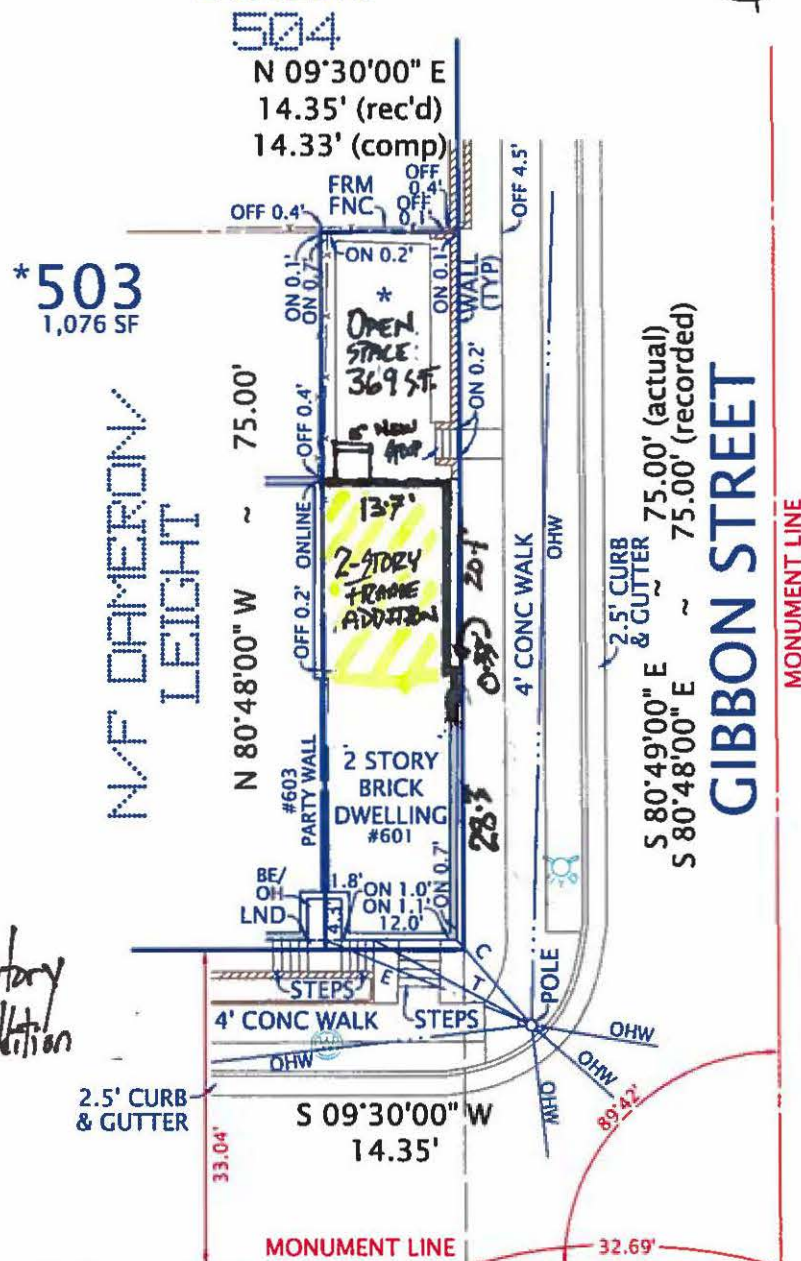 504
N 09°30'00" E
14.35' (rec'd)
14.33' (comp)
FRM
FNC
OFF
0.4'
OFF
0.1'
OFF 0.4'
OFF 4.5'
ON 0.2'
ON 0.1'
ON 0.7'
ON 0.1'
WALL
(TYP)
*503
1,076 SF
*
OPEN
SPACE:
369 S.F.
ON 0.2'
NEW
OFF 0.4'
75.00'
~
N 80°48'00" W
N/F DAMERON/
LEIGHT
ONLINE
OFF 0.2'
13.7'
2-STORY
FRAME
ADDITION
20.1'
0.35'
4' CONC WALK
OHW
2.5' CURB
& GUTTER
S 80°49'00" E ~ 75.00' (actual)
S 80°48'00" E ~ 75.00' (recorded)
GIBBON STREET
MONUMENT LINE
#603
PARTY WALL
2 STORY
BRICK
DWELLING
#601
28.3
ON 0.7'
BE/
OH
LND
1.8'
4.3'
ON 1.0'
ON 1.1'
12.0'
C
T
E
STEPS
STEPS
POLE
4' CONC WALK
OHW
OHW
OHW
OHW
2.5' CURB
& GUTTER
S 09°30'00" W
14.35'
33.04'
89°42'
MONUMENT LINE
32.69'